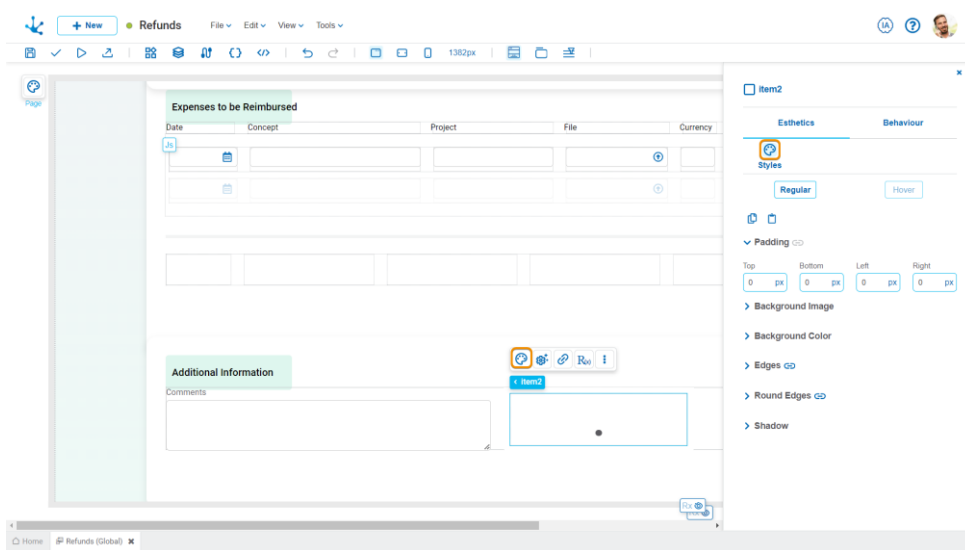 + New
Refunds
File
Edit
View
Tools
IA
?
1382px
Page
Expenses to be Reimbursed
Date
Concept
Project
File
Currency
Js
Additional Information
Comments
R(x)
item2
Rx
item2
Esthetics
Behaviour
Styles
Regular
Hover
Padding
Top
Bottom
Left
Right
0 px
0 px
0 px
0 px
Background Image
Background Color
Edges
Round Edges
Shadow
Home
Refunds (Global)